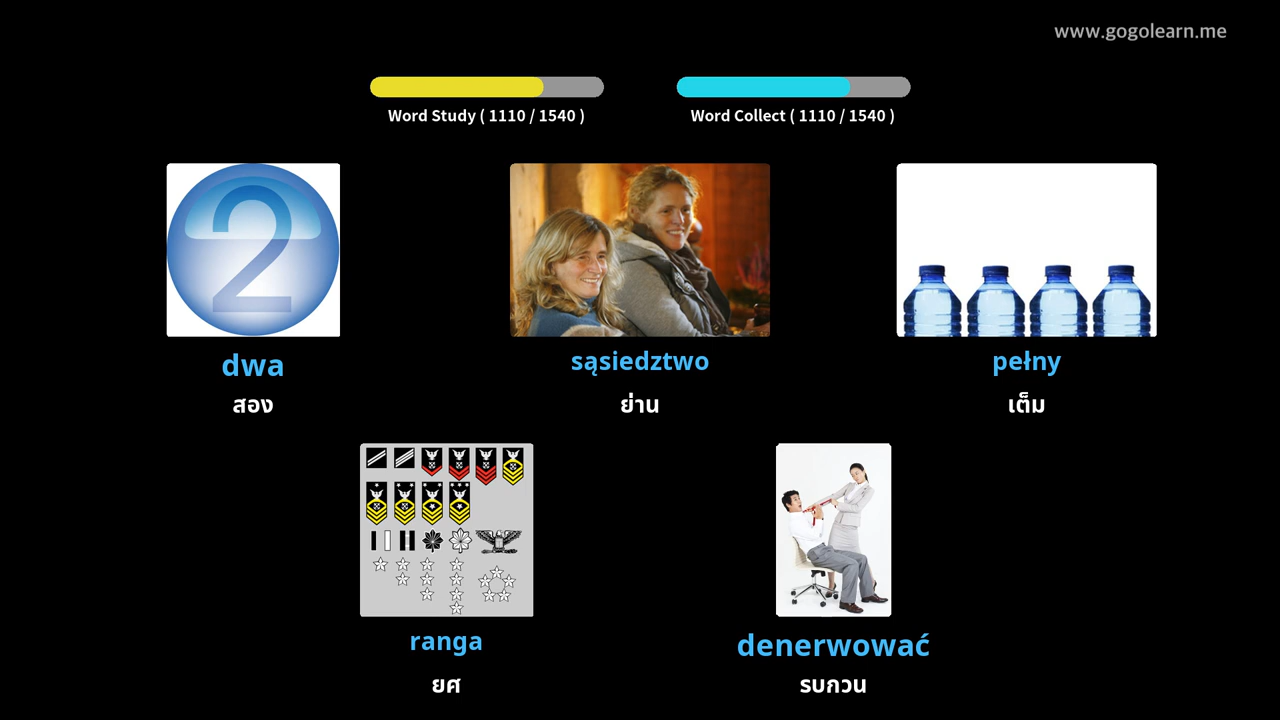 www.gogolearn.me
Word Study ( 1110 / 1540 )
Word Collect ( 1110 / 1540 )
2
dwa
สอง
sąsiedztwo
ย่าน
pełny
เต็ม
ranga
ยศ
denerwować
รบกวน